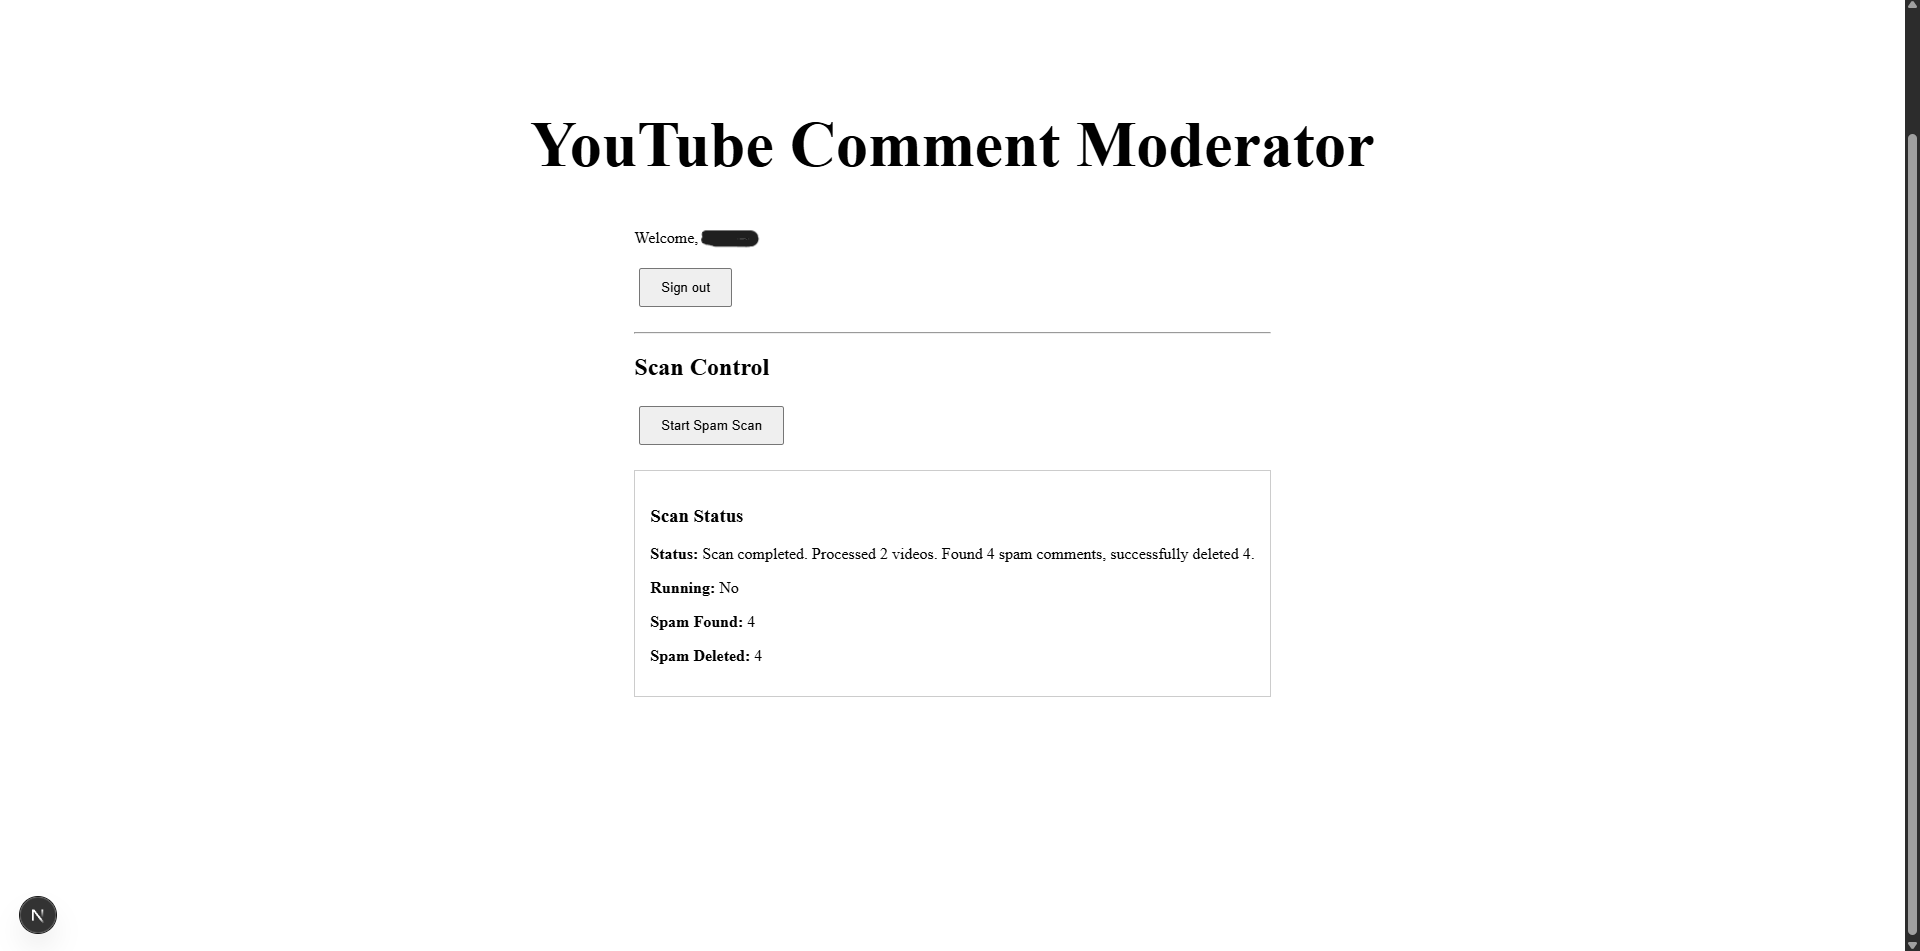 YouTube Comment Moderator
Welcome,
Sign out
Scan Control
Start Spam Scan
Scan Status
Status: Scan completed. Processed 2 videos. Found 4 spam comments, successfully deleted 4.
Running: No
Spam Found: 4
Spam Deleted: 4
N